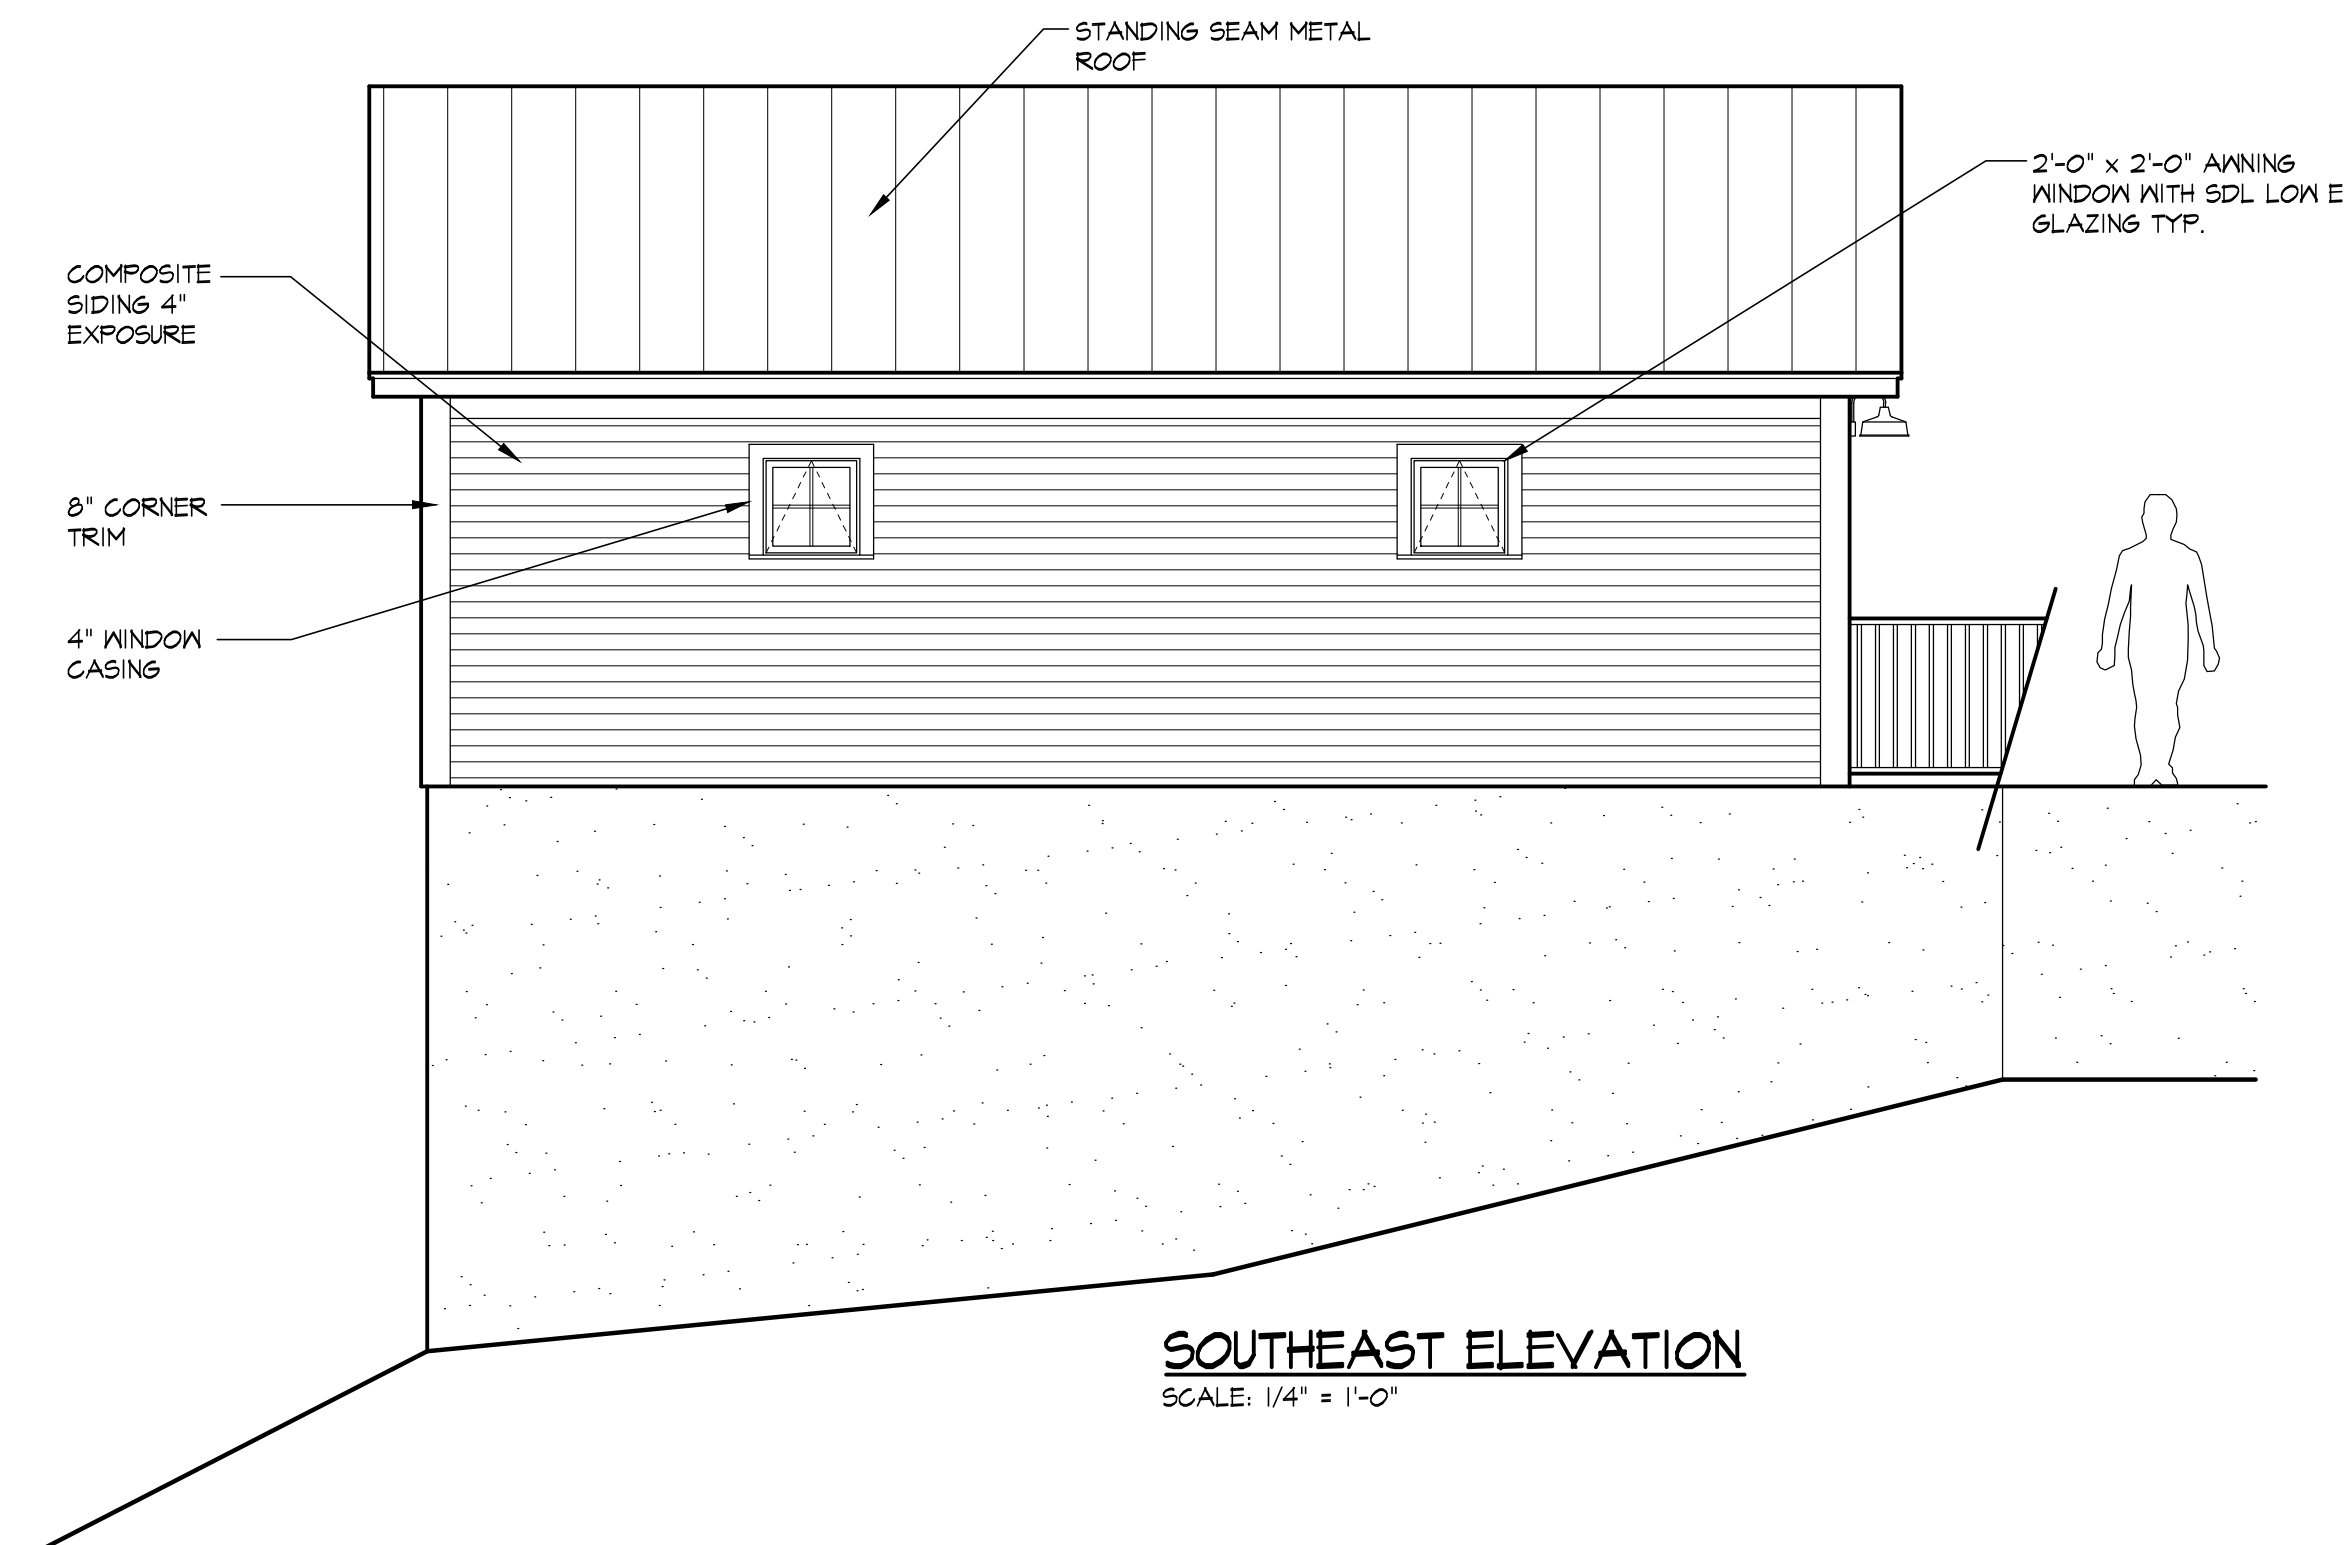 STANDING SEAM METAL
ROOF
2'-0" x 2'-0" AWNING
WINDOW WITH SDL LOW E
GLAZING TYP.
COMPOSITE
SIDING 4"
EXPOSURE
8" CORNER
TRIM
4" WINDOW
CASING
SOUTHEAST ELEVATION
SCALE: 1/4" = 1'-0"